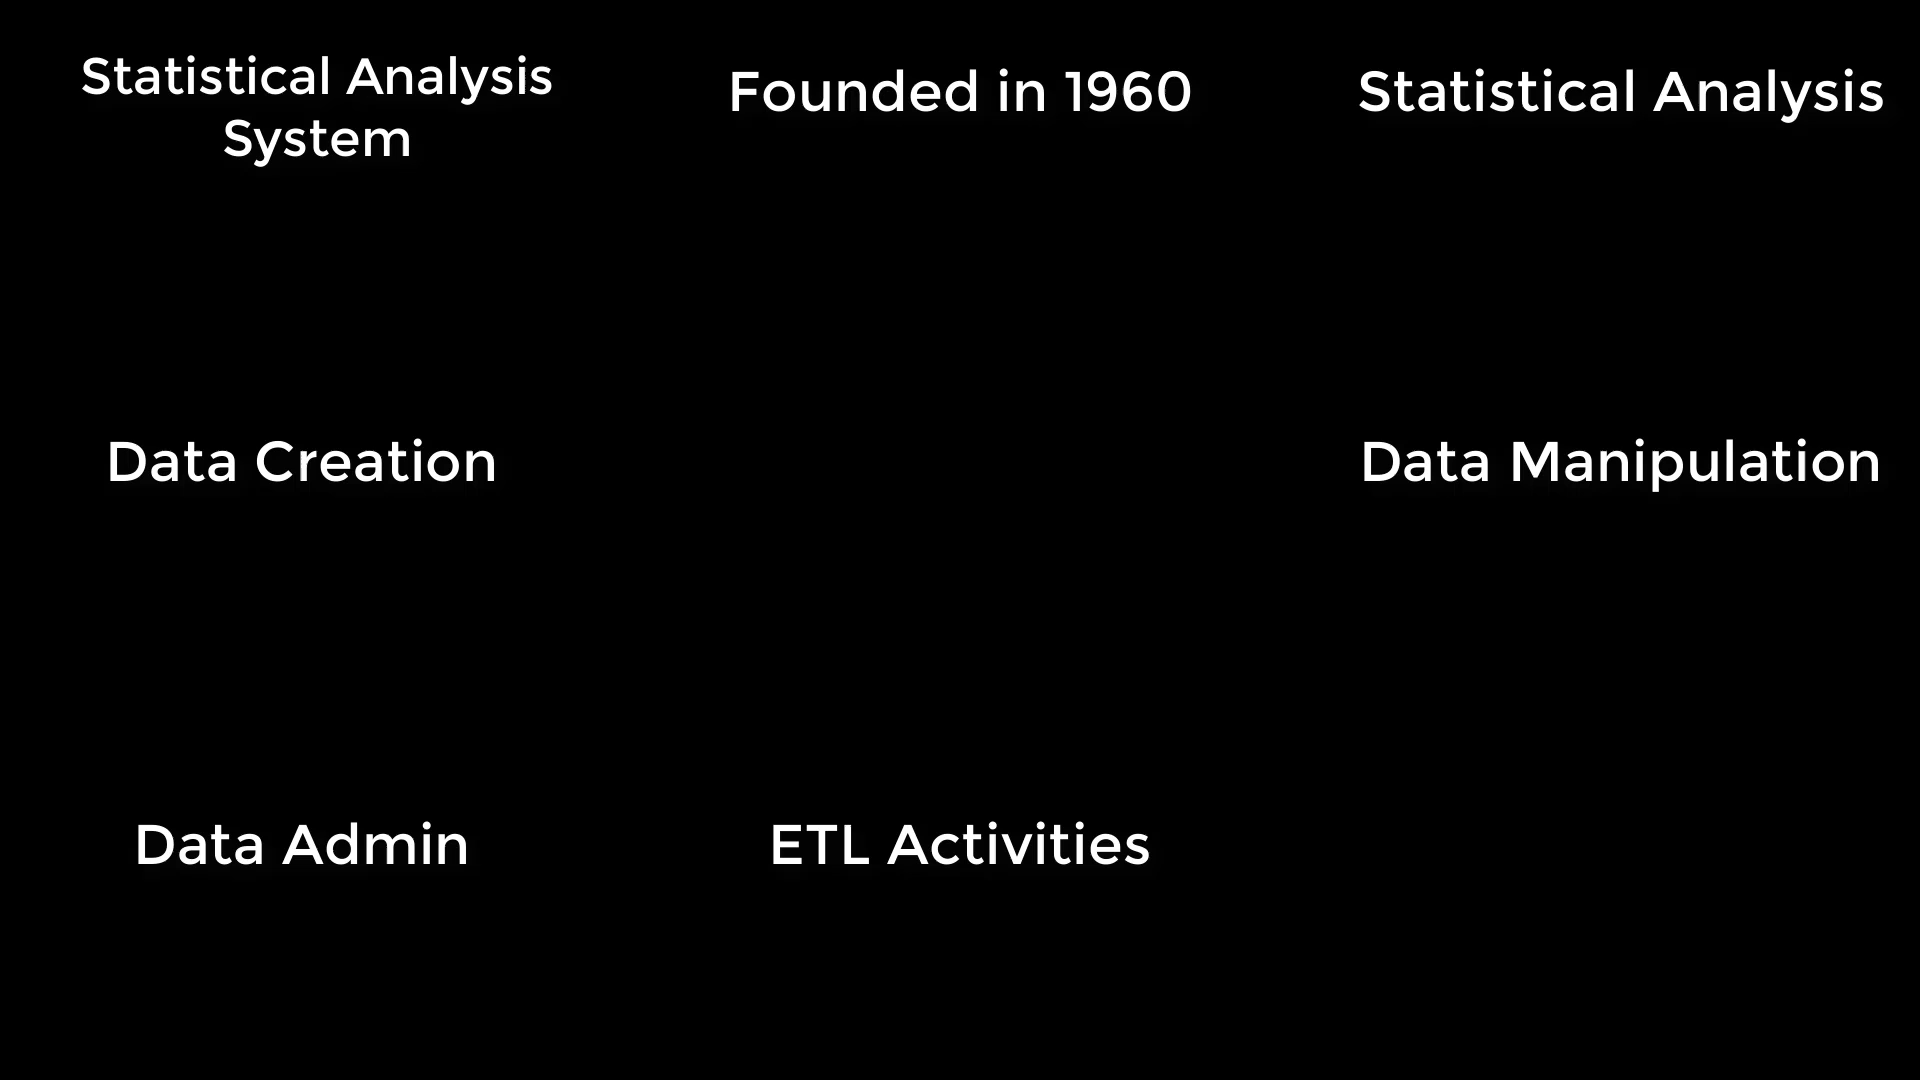 Statistical Analysis
System
Founded in 1960
Statistical Analysis
Data Creation
Data Manipulation
Data Admin
ETL Activities